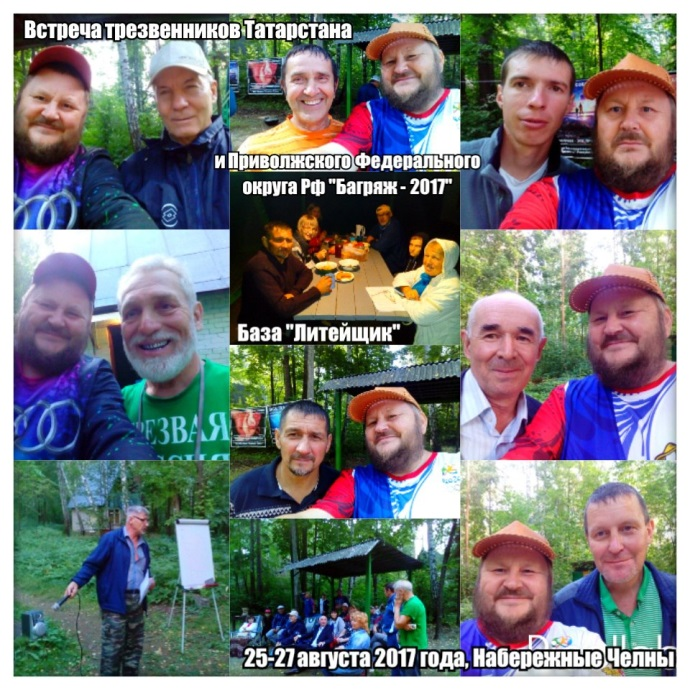 Встреча трезвенников Татарстана
и Приволжского Федерального
округа РФ "Багряж - 2017"
База "Литейщик"
25-27 августа 2017 года, Набережные Челны